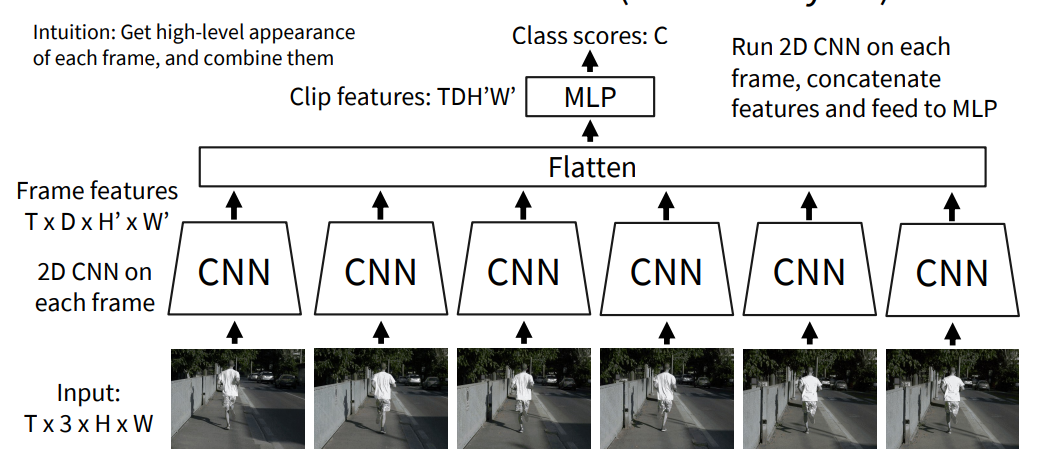 Intuition: Get high-level appearance
of each frame, and combine them
Class scores: C
Run 2D CNN on each
frame, concatenate
features and feed to MLP
Clip features: TDH’W’
MLP
Flatten
Frame features
T x D x H’ x W’
2D CNN on
each frame
CNN
CNN
CNN
CNN
CNN
CNN
Input:
T x 3 x H x W